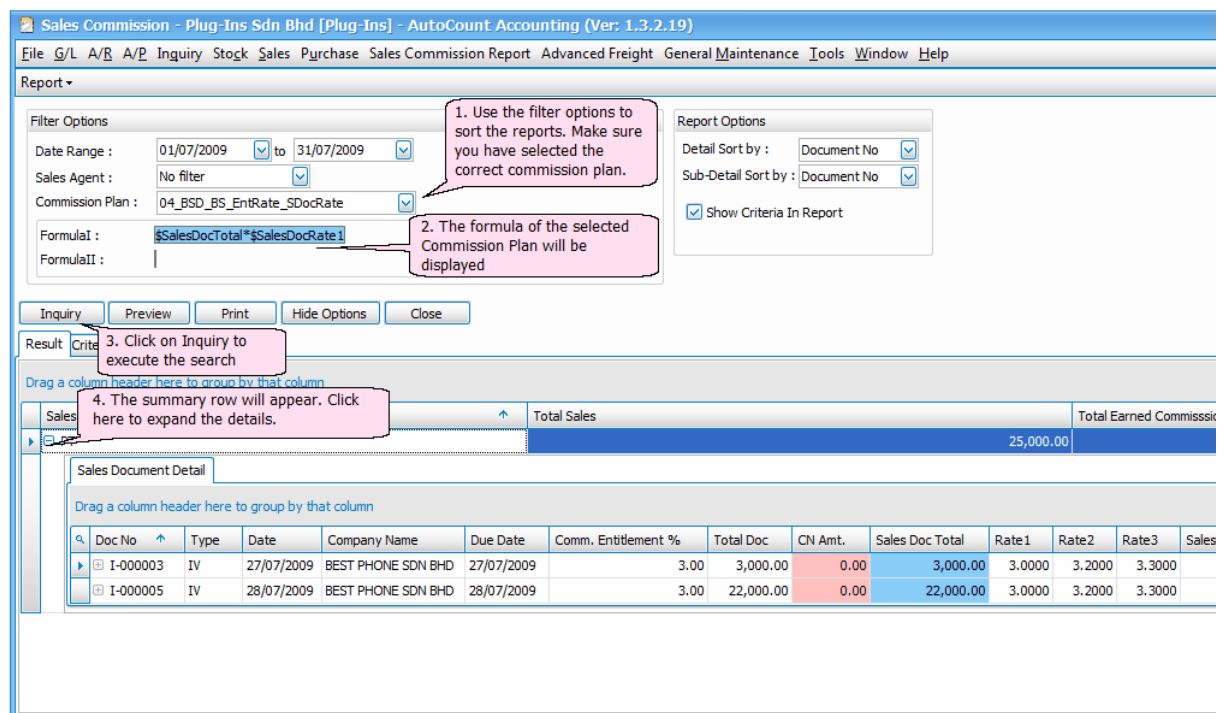 Sales Commission - Plug-Ins Sdn Bhd [Plug-Ins] - AutoCount Accounting (Ver: 1.3.2.19)
File G/L A/R A/P Inquiry Stock Sales Purchase Sales Commission Report Advanced Freight General Maintenance Tools Window Help
Report
Filter Options
Date Range : 01/07/2009 to 31/07/2009
Sales Agent : No filter
Commission Plan : 04_BSD_BS_EntRate_SDocRate
FormulaI : $SalesDocTotal*$SalesDocRate1
FormulaII :
1. Use the filter options to
sort the reports. Make sure
you have selected the
correct commission plan.
2. The formula of the selected
Commission Plan will be
displayed
Report Options
Detail Sort by : Document No
Sub-Detail Sort by : Document No
Show Criteria In Report
Inquiry Preview Print Hide Options Close
3. Click on Inquiry to
execute the search
Result Crite
Drag a column header here to group by that column
4. The summary row will appear. Click
here to expand the details.
Sales Total Sales Total Earned Commisssio
25,000.00
Sales Document Detail
Drag a column header here to group by that column
Doc No Type Date Company Name Due Date Comm. Entitlement % Total Doc CN Amt. Sales Doc Total Rate1 Rate2 Rate3 Sales
I-000003 IV 27/07/2009 BEST PHONE SDN BHD 27/07/2009 3.00 3,000.00 0.00 3,000.00 3.0000 3.2000 3.3000
I-000005 IV 28/07/2009 BEST PHONE SDN BHD 28/07/2009 3.00 22,000.00 0.00 22,000.00 3.0000 3.2000 3.3000